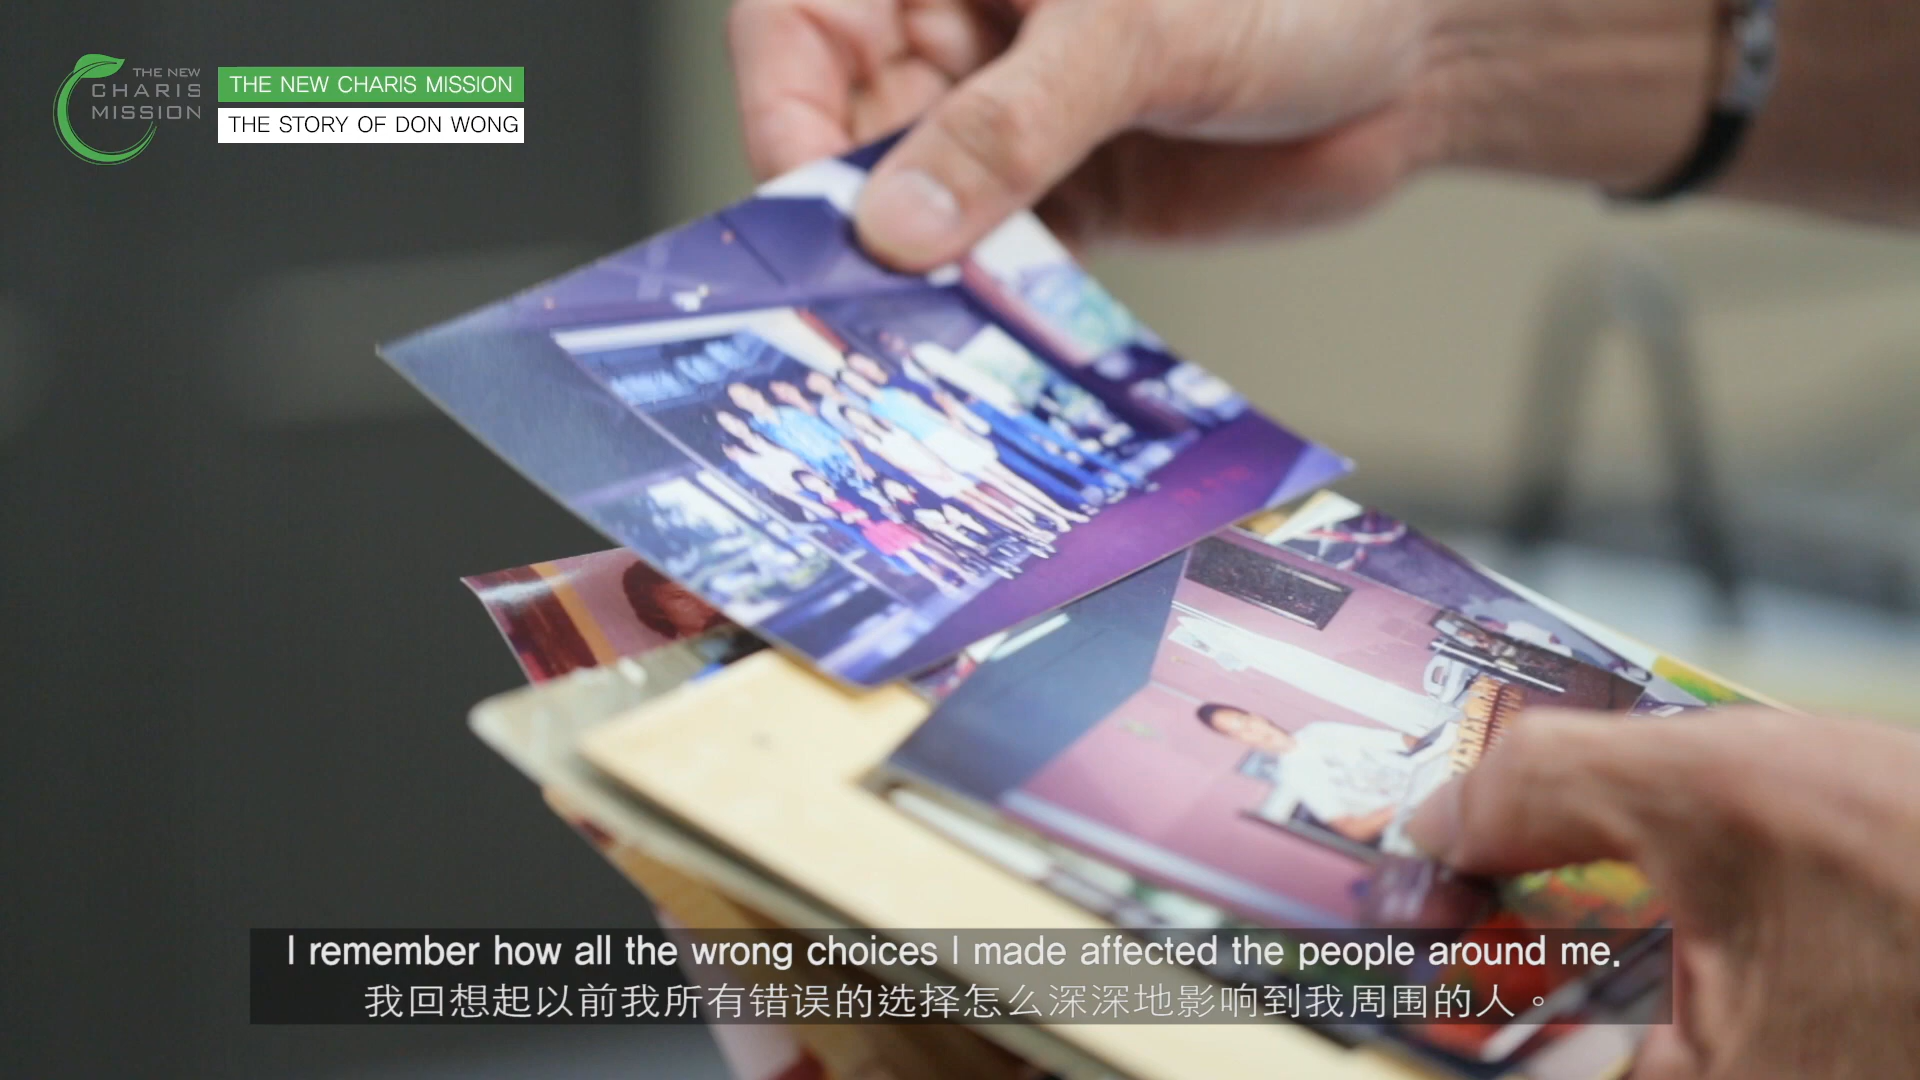 THE NEW
CHARIS
MISSION
THE NEW CHARIS MISSION
THE STORY OF DON WONG
I remember how all the wrong choices I made affected the people around me.
我回想起以前我所有错误的选择怎么深深地影响到我周围的人。